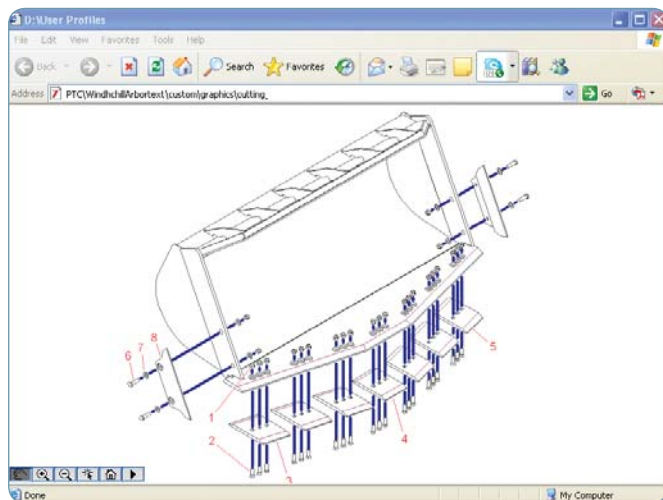 D:\User Profiles
File Edit View Favorites Tools Help
Back Search Favorites
Address PTC\WindhchillArbortext\custom\graphics\cutting_ Go
6 7 8
1
2
3
4
5
Done My Computer